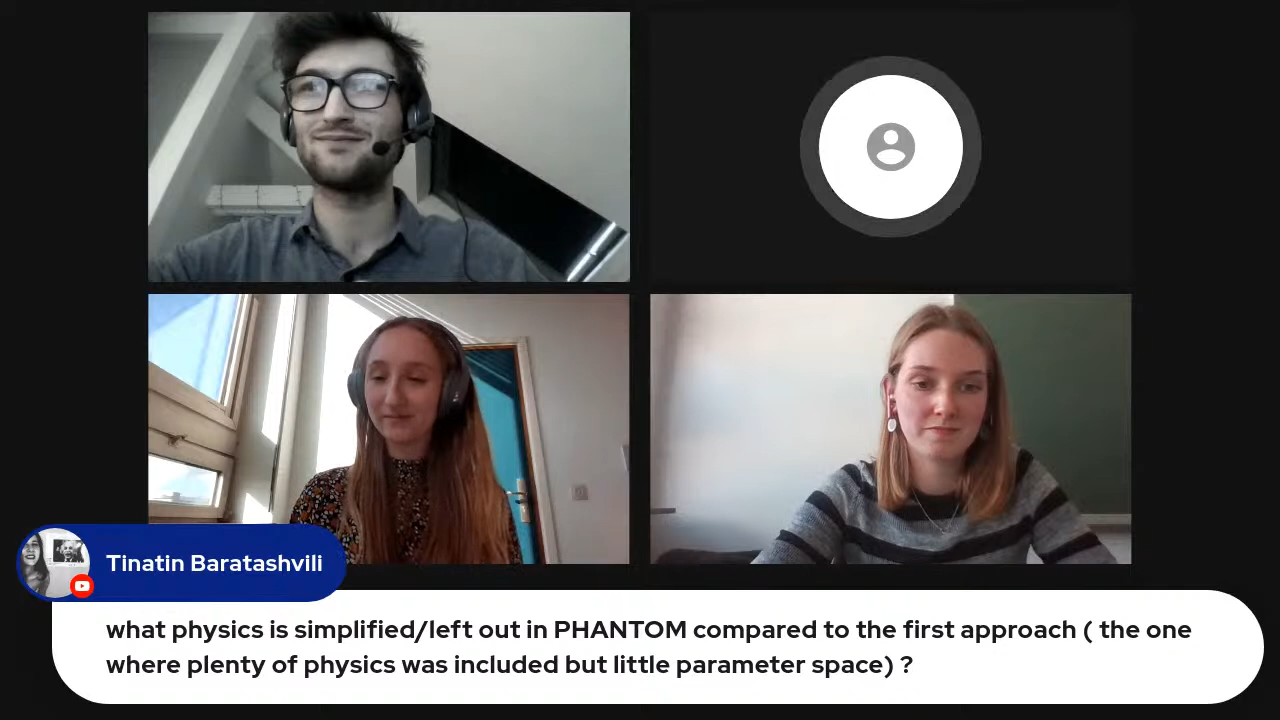 Tinatin Baratashvili
what physics is simplified/left out in PHANTOM compared to the first approach ( the one
where plenty of physics was included but little parameter space) ?